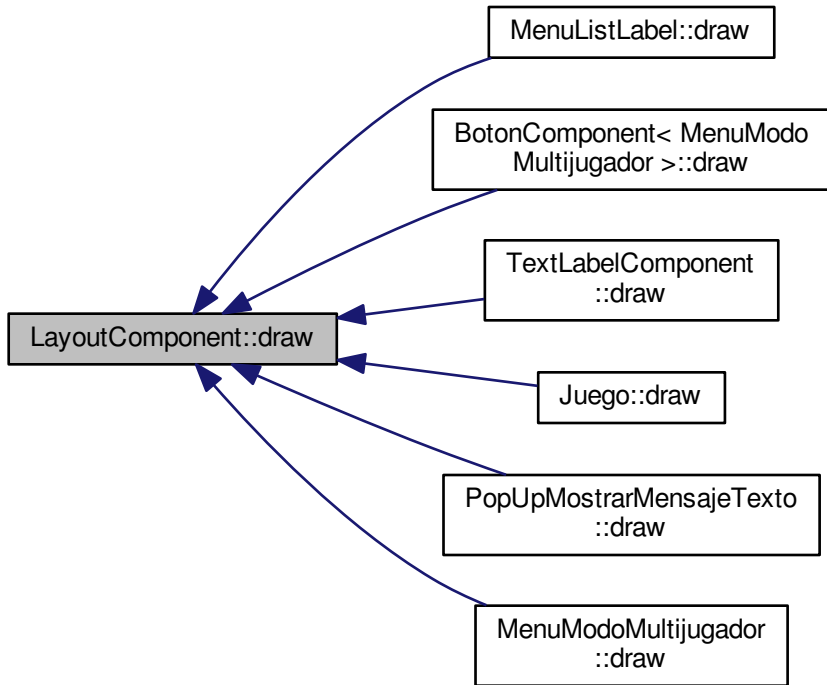 MenuListLabel::draw
BotonComponent< MenuModo
Multijugador >::draw
TextLabelComponent
::draw
LayoutComponent::draw
Juego::draw
PopUpMostrarMensajeTexto
::draw
MenuModoMultijugador
::draw